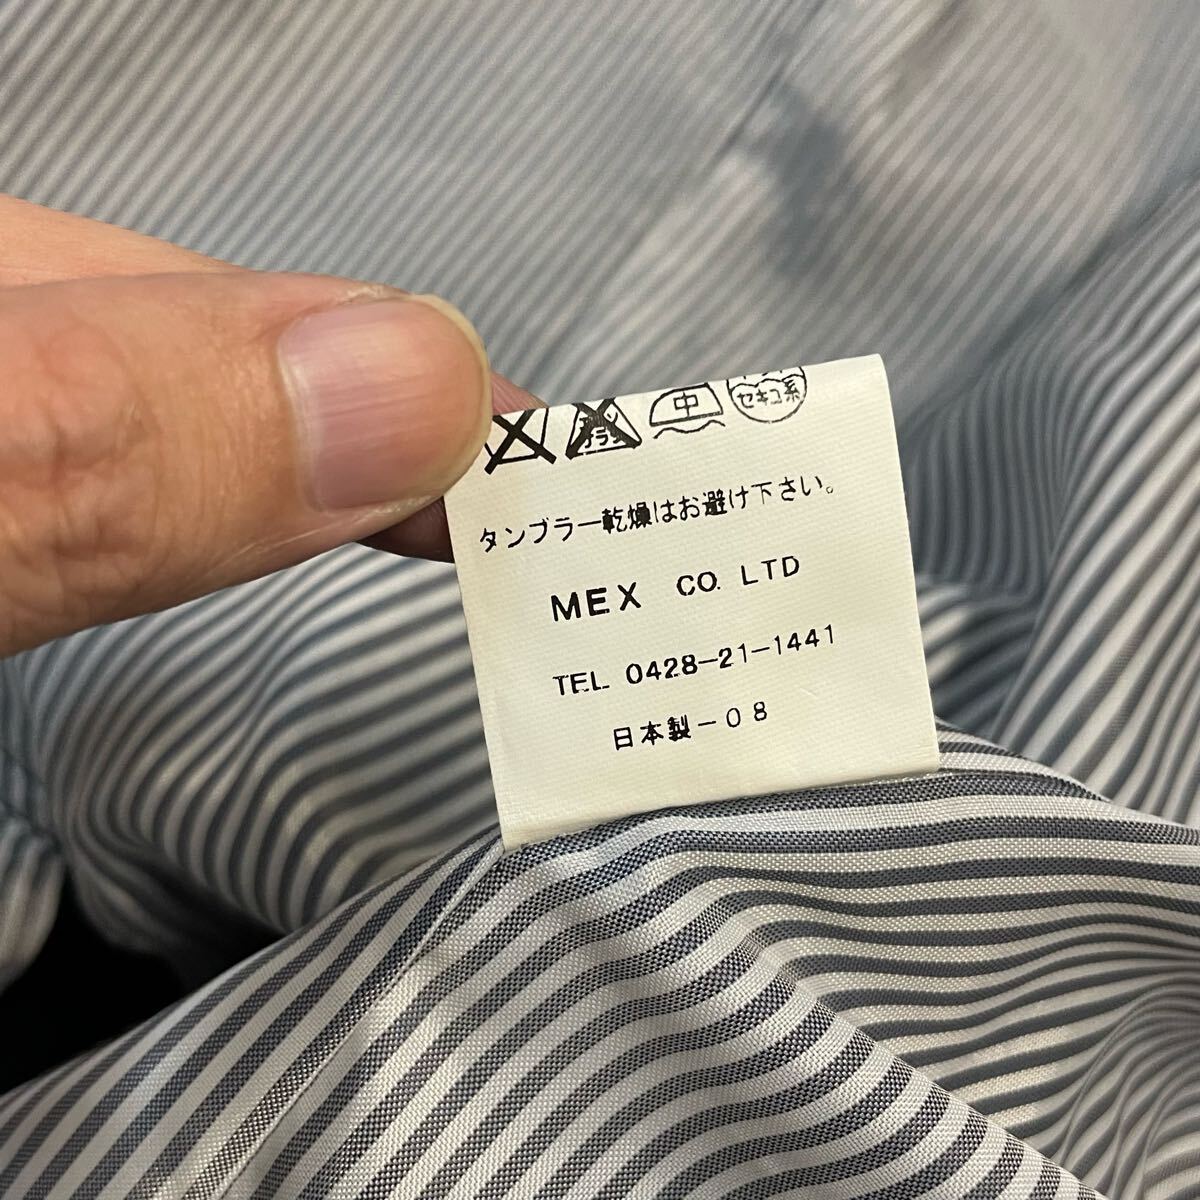 中 セキユ系
タンブラー乾燥はお避け下さい。
MEX CO. LTD
TEL 0428-21-1441
日本製-08